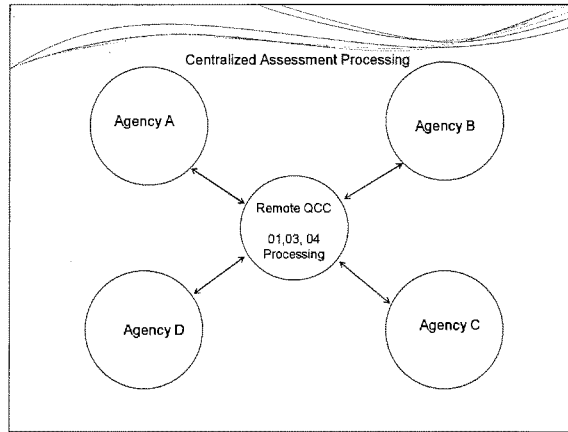 Centralized Assessment Processing
Agency A
Agency B
Remote QCC
01,03, 04
Processing
Agency D
Agency C